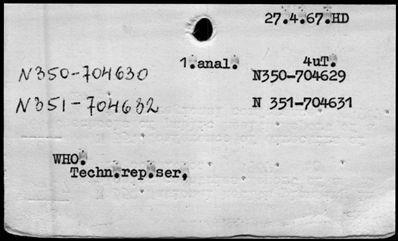 27.4.67.HD
1.anal. 4uT.
N350-704630 N350-704629
N351-704632 N 351-704631
WHO.
Techn.rep.ser,